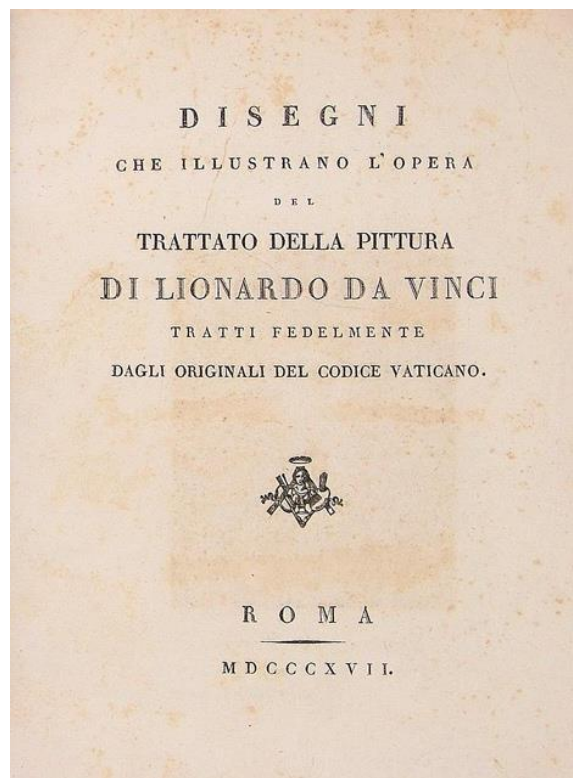 DISEGNI
CHE ILLUSTRANO L'OPERA
DEL
TRATTATO DELLA PITTURA
DI LIONARDO DA VINCI
TRATTI FEDELMENTE
DAGLI ORIGINALI DEL CODICE VATICANO.
ROMA
MDCCCXVII.